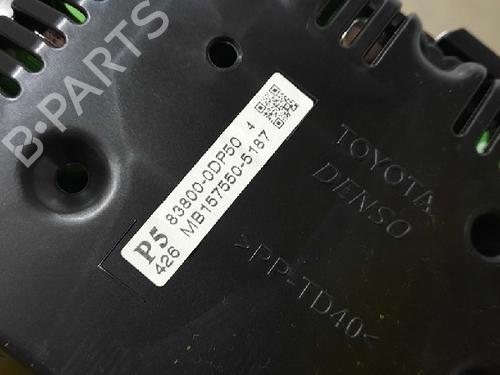 B-PARTS
P5 83800-0DP50 4
426 MB157550-5187
TOYOTA
DENSO
>PP-TD40<